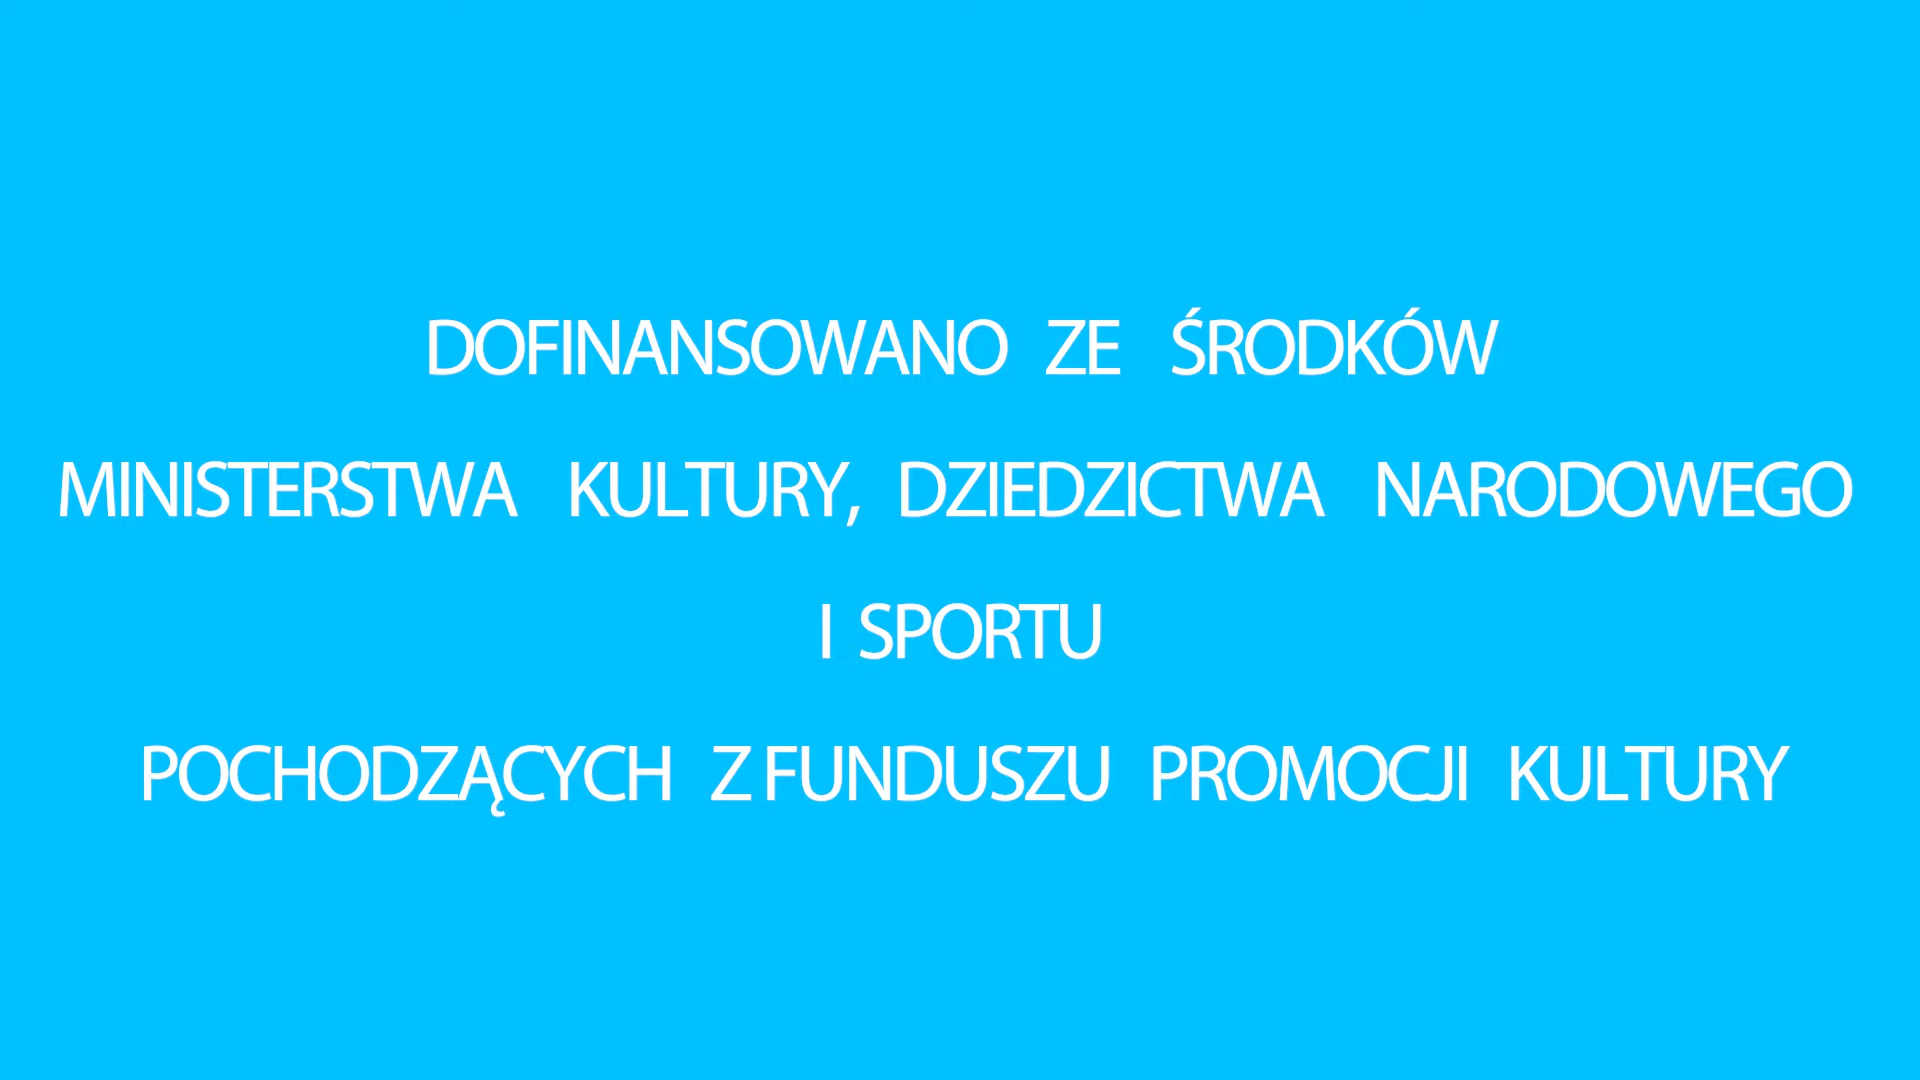 DOFINANSOWANO ZE ŚRODKÓW
MINISTERSTWA KULTURY, DZIEDZICTWA NARODOWEGO
I SPORTU
POCHODZĄCYCH Z FUNDUSZU PROMOCJI KULTURY